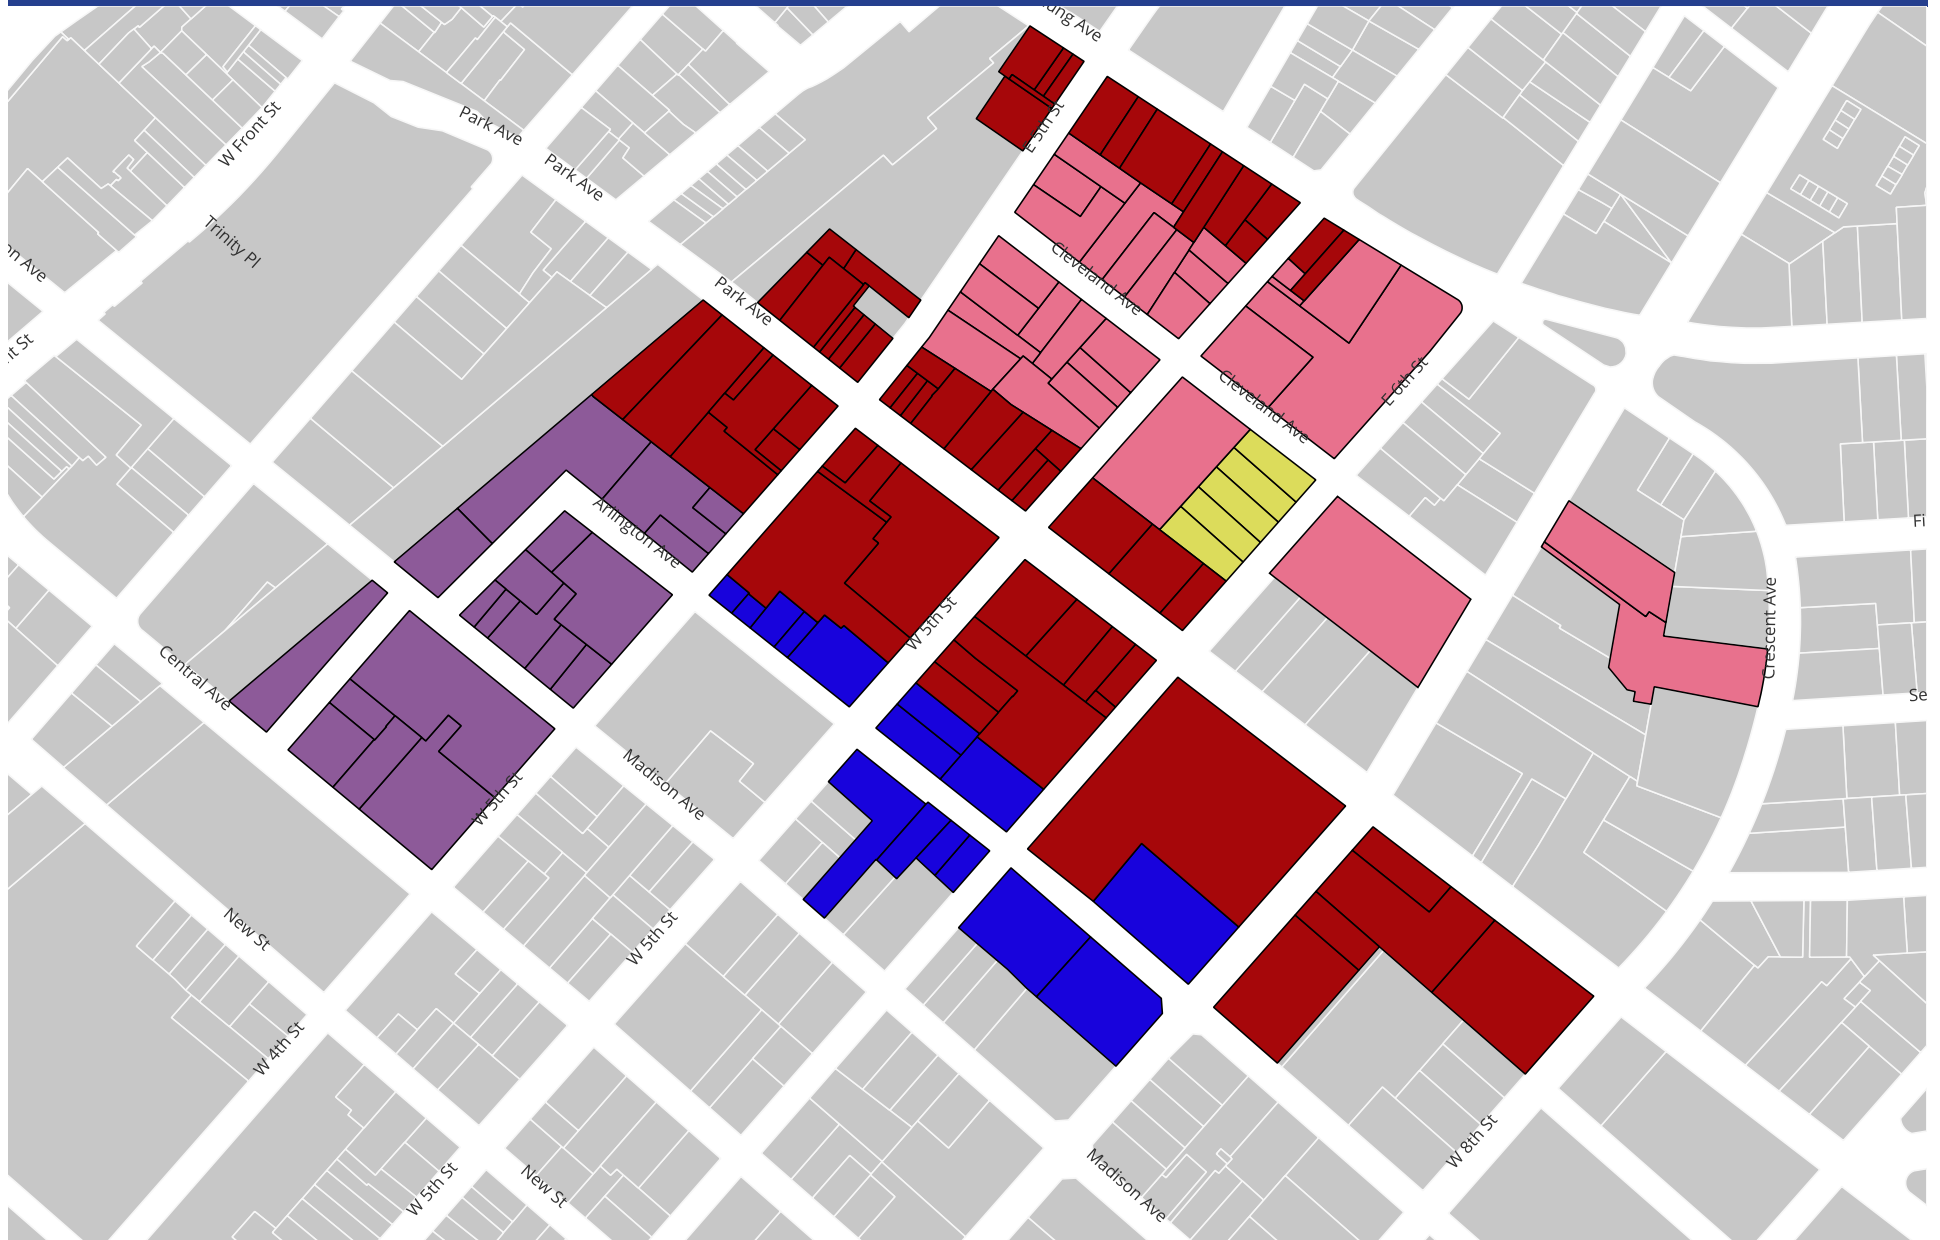 Park Ave
W Front St
E 5th St
Park Ave
Trinity Pl
Cleveland Ave
Park Ave
Cleveland Ave
E 6th St
Arlington Ave
W 5th St
Crescent Ave
Central Ave
Madison Ave
W 5th St
New St
W 5th St
W 4th St
W 8th St
Madison Ave
W 5th St
New St